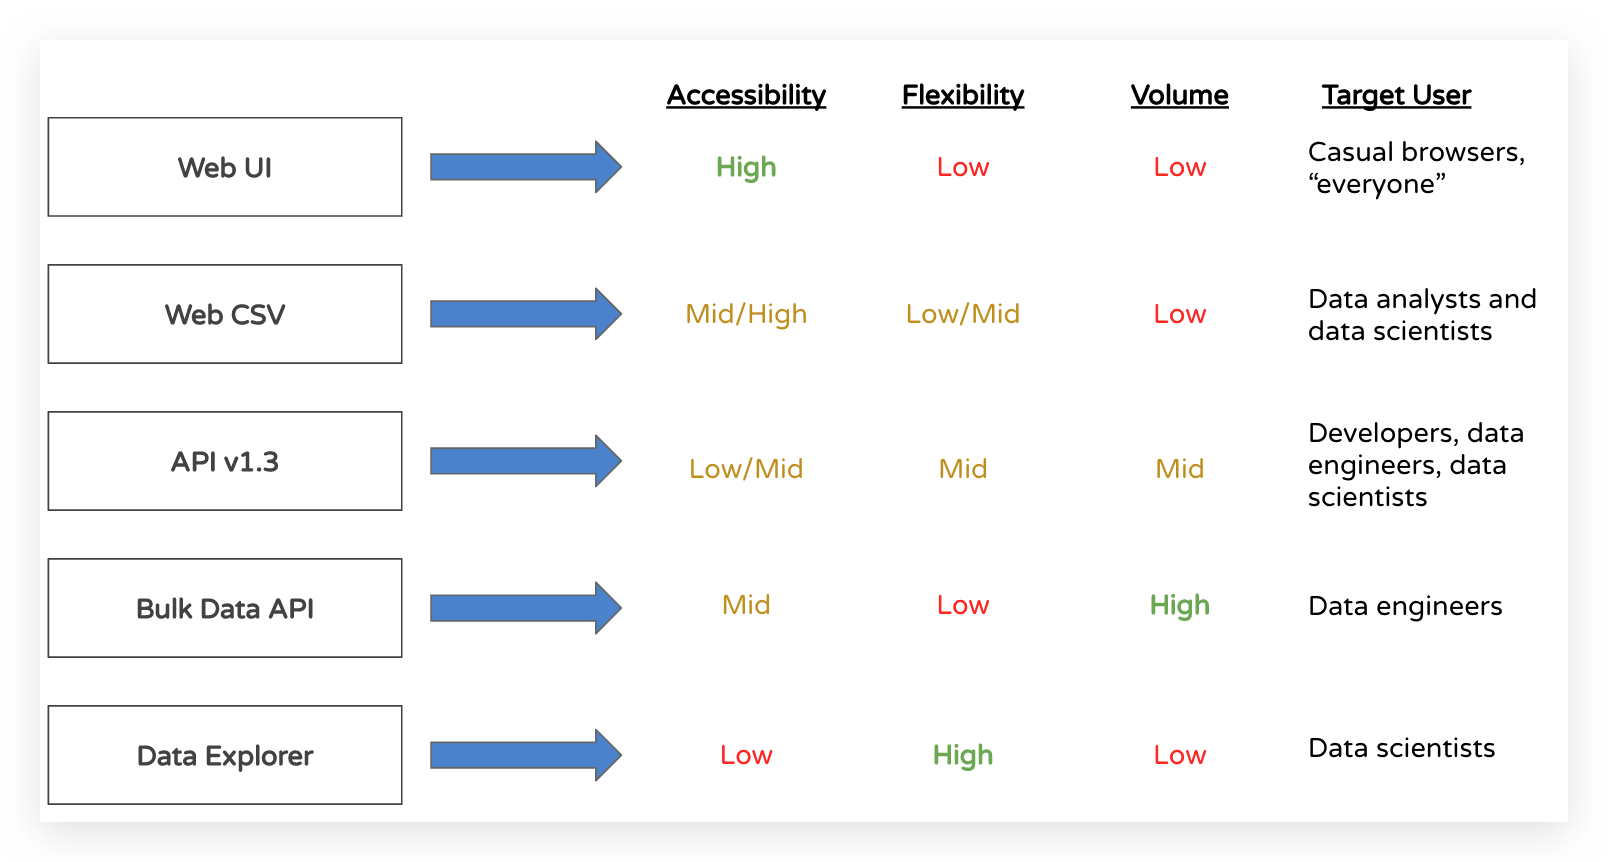 Accessibility Flexibility Volume Target User
Web UI High Low Low Casual browsers,
“everyone”
Web CSV Mid/High Low/Mid Low Data analysts and
data scientists
API v1.3 Low/Mid Mid Mid Developers, data
engineers, data
scientists
Bulk Data API Mid Low High Data engineers
Data Explorer Low High Low Data scientists